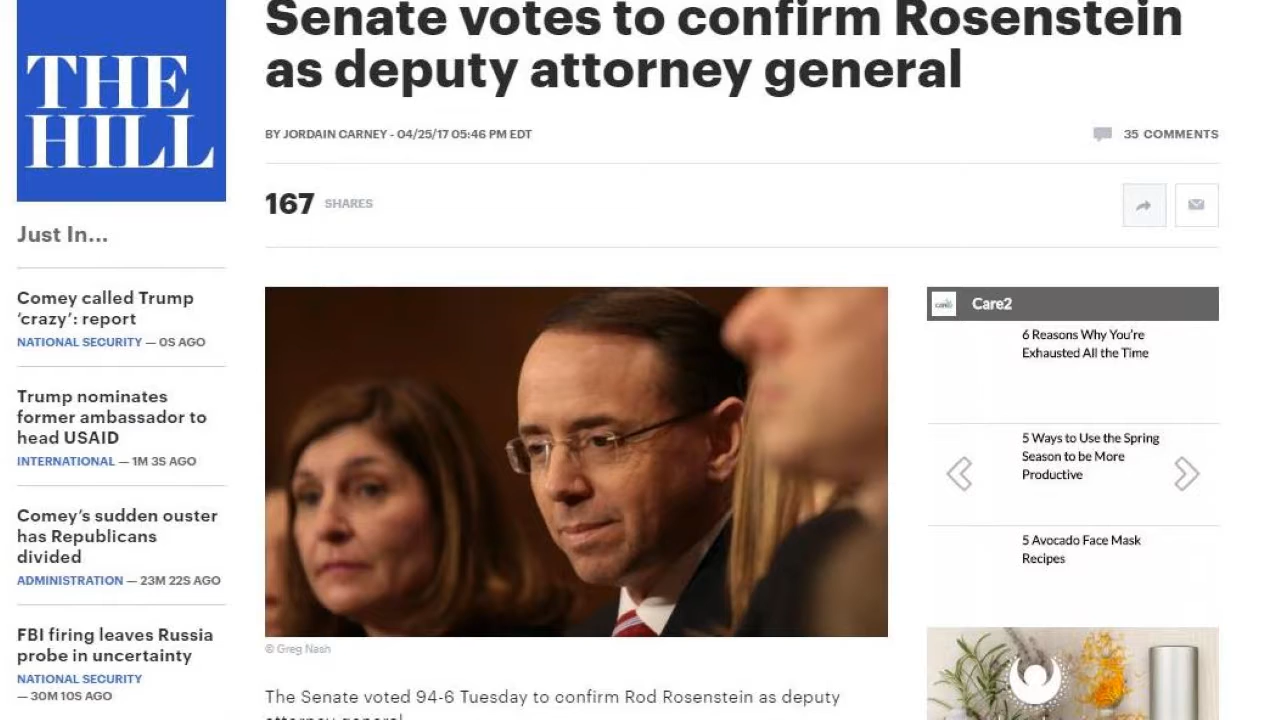 THE
HILL
Senate votes to confirm Rosenstein
as deputy attorney general
BY JORDAIN CARNEY - 04/25/17 05:46 PM EDT
35 COMMENTS
167 SHARES
Just In...
Comey called Trump
‘crazy’: report
NATIONAL SECURITY — 0S AGO
Trump nominates
former ambassador to
head USAID
INTERNATIONAL — 1M 3S AGO
Comey’s sudden ouster
has Republicans
divided
ADMINISTRATION — 23M 22S AGO
FBI firing leaves Russia
probe in uncertainty
NATIONAL SECURITY
— 30M 10S AGO
© Greg Nash
The Senate voted 94-6 Tuesday to confirm Rod Rosenstein as deputy
attorney general
care2
Care2
6 Reasons Why You’re
Exhausted All the Time
5 Ways to Use the Spring
Season to be More
Productive
5 Avocado Face Mask
Recipes